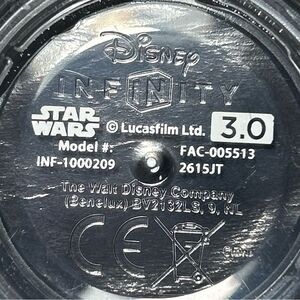 Disney
INFINITY
STAR
WARS
© Lucasfilm Ltd. 3.0
Model #: FAC-005513
INF-1000209 2615JT
The Walt Disney Company
(Benelux) BV2132LS, 9, NL
CE